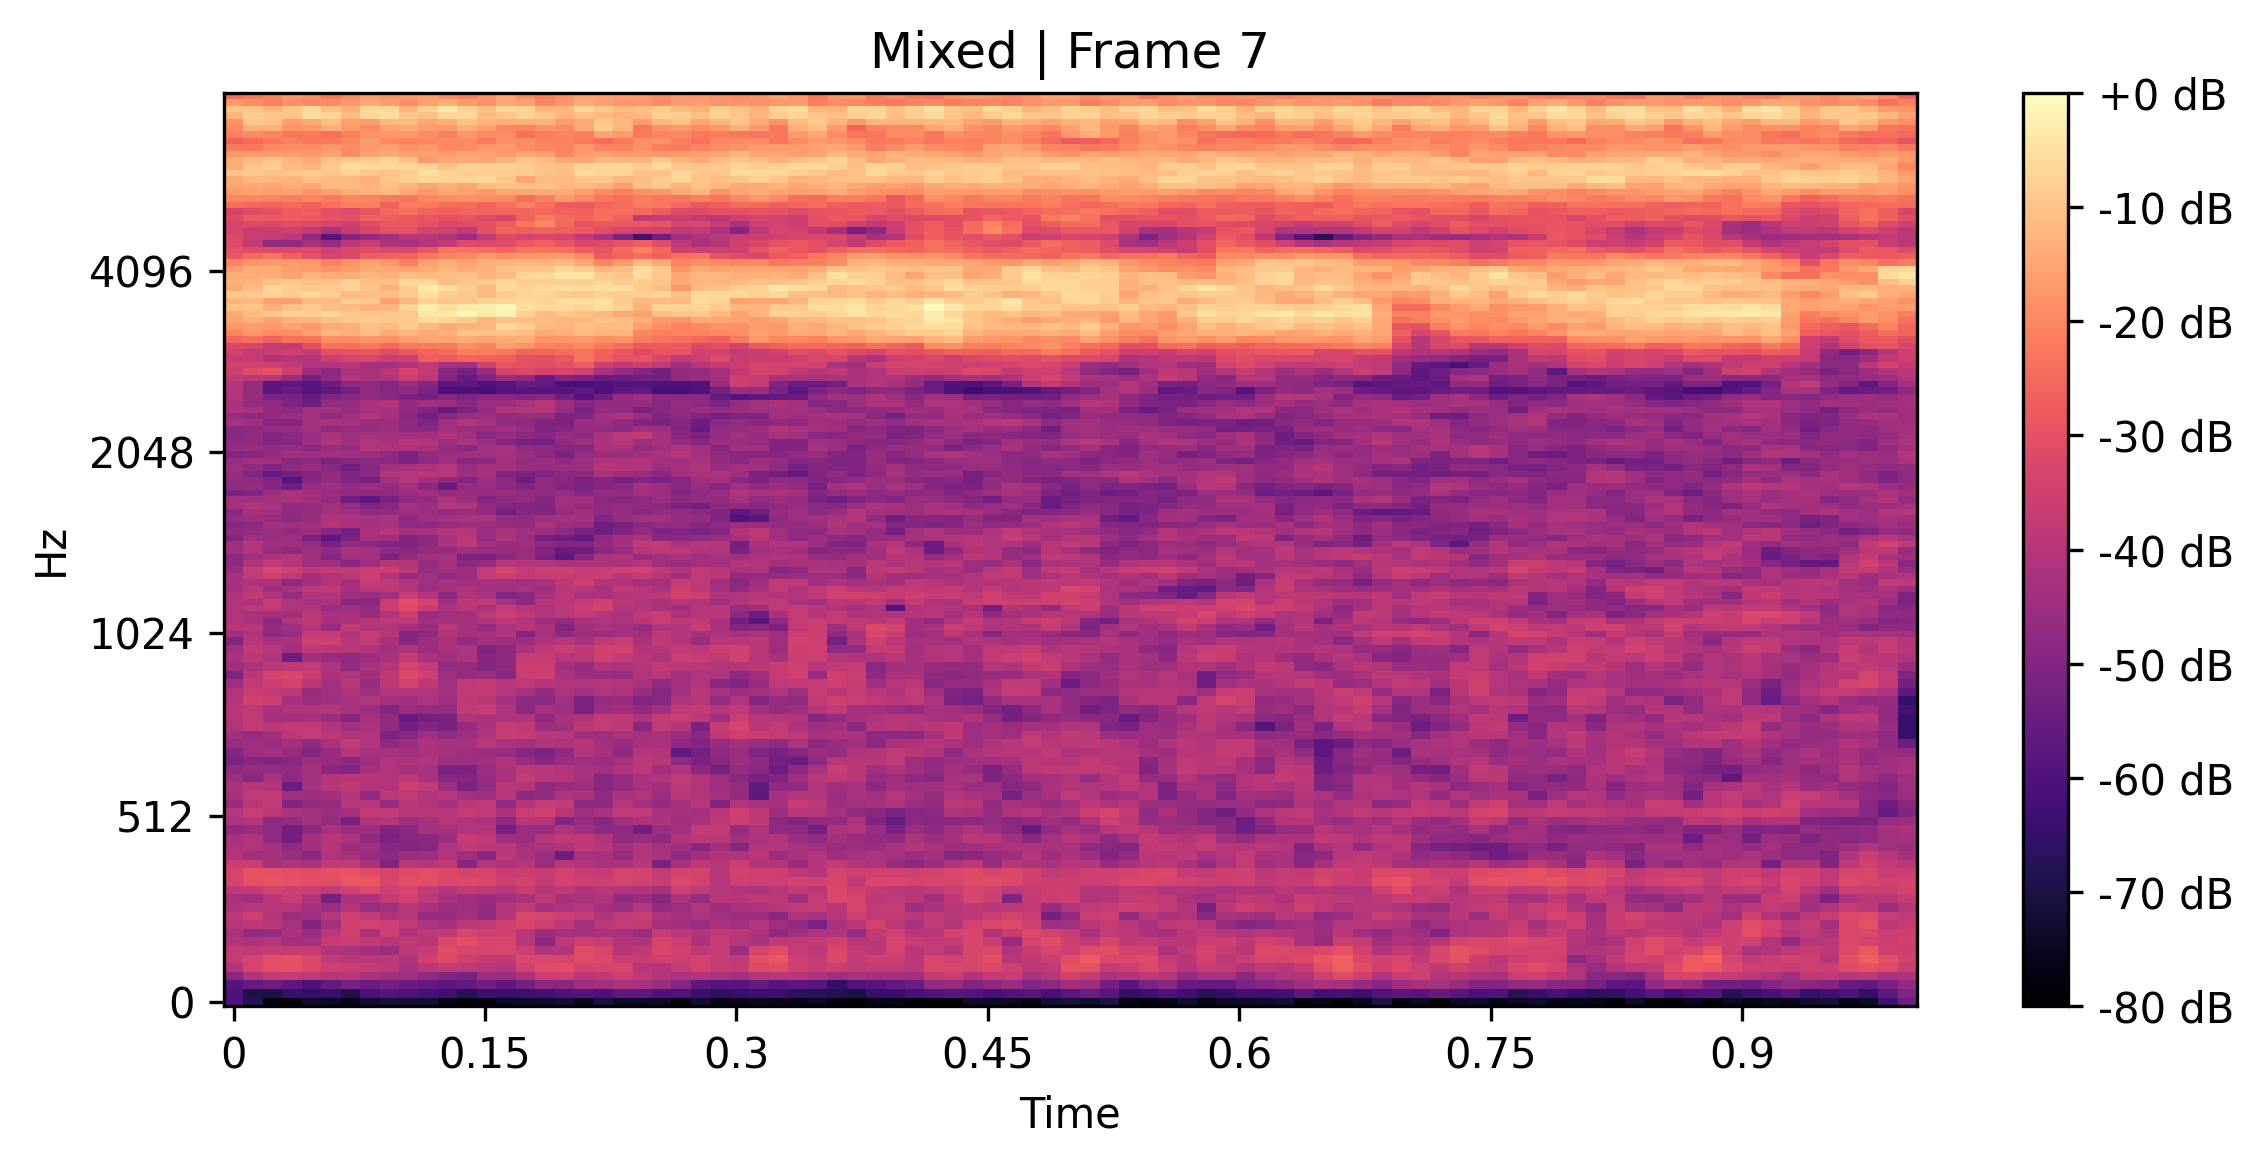 Mixed | Frame 7
+0 dB
-10 dB
4096
-20 dB
-30 dB
2048
-40 dB
Hz
1024
-50 dB
-60 dB
512
-70 dB
0
-80 dB
0 0.15 0.3 0.45 0.6 0.75 0.9
Time